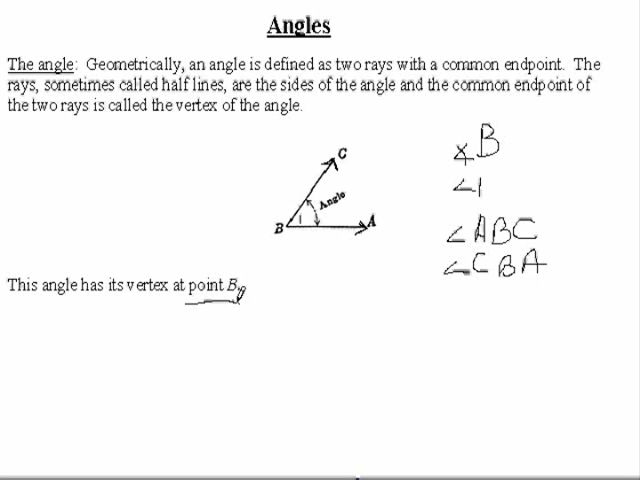 Angles
The angle: Geometrically, an angle is defined as two rays with a common endpoint. The
rays, sometimes called half lines, are the sides of the angle and the common endpoint of
the two rays is called the vertex of the angle.
C
Angle
1
B
A
∡B
∠1
∠ABC
∠CBA
This angle has its vertex at point B.